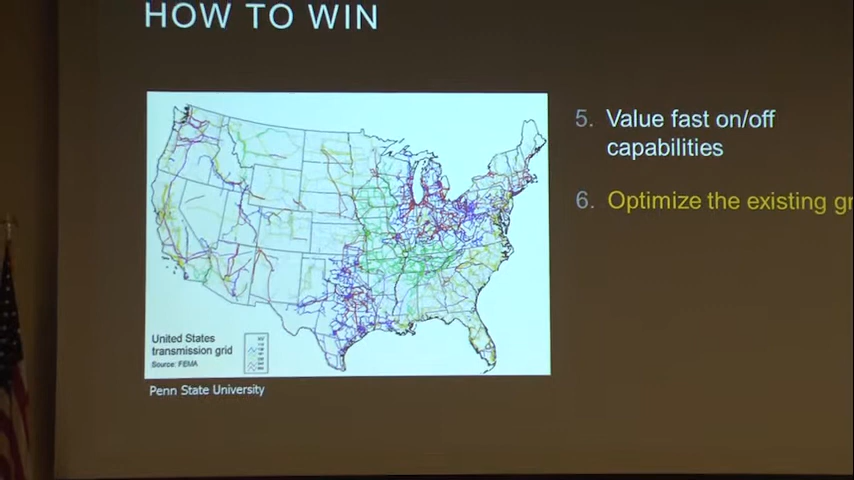 HOW TO WIN
5. Value fast on/off
capabilities
6. Optimize the existing
United States
transmission grid
Source: FEMA
Penn State University